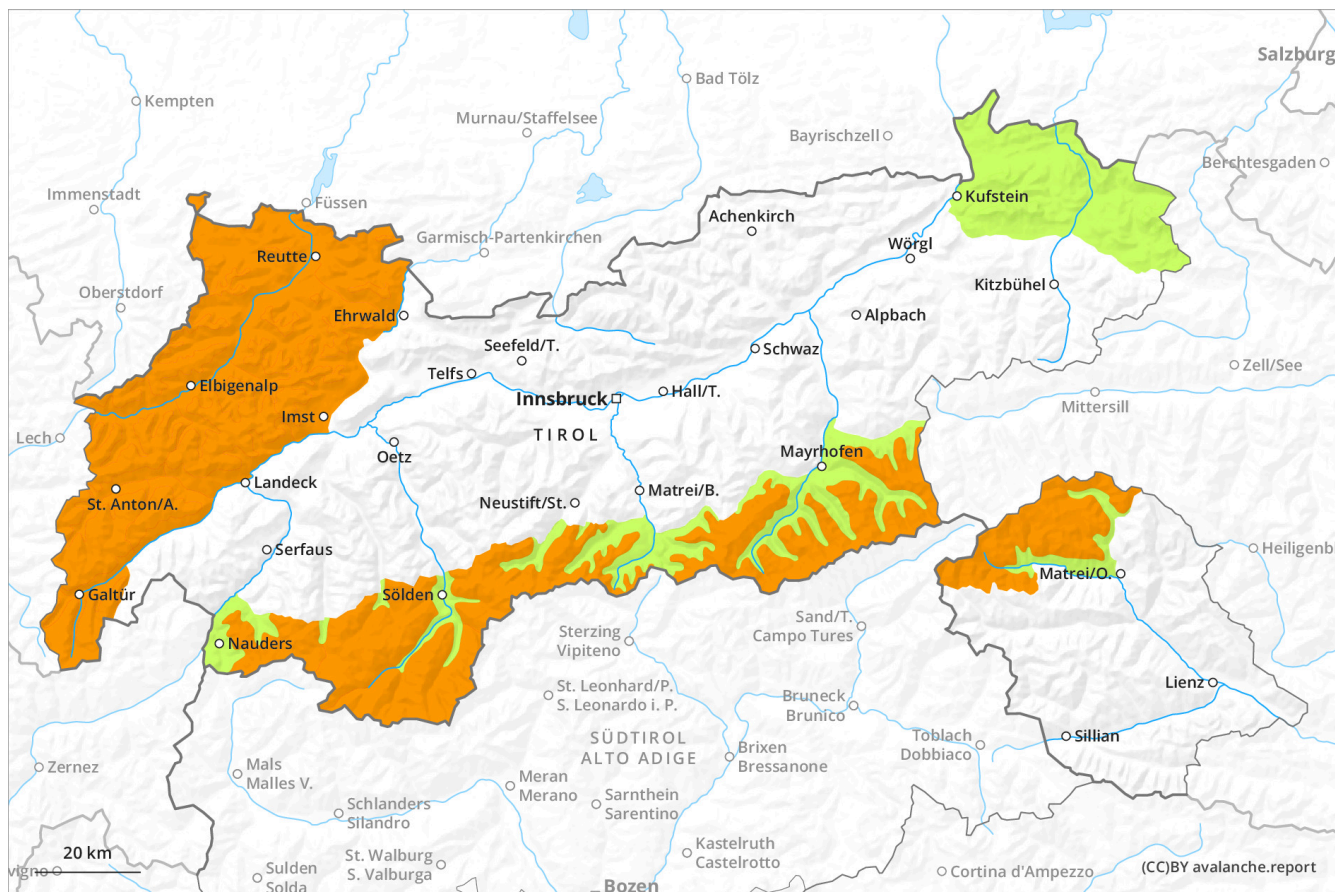 Salzburg
Kempten
Bad Tölz
Murnau/Staffelsee
Bayrischzell
Berchtesgaden
Immenstadt
Füssen
Kufstein
Achenkirch
Garmisch-Partenkirchen
Wörgl
Reutte
Kitzbühel
Oberstdorf
Ehrwald
Alpbach
Seefeld/T.
Schwaz
Telfs
Zell/See
Elbigenalp
Innsbruck
Hall/T.
Mittersill
Imst
Lech
TIROL
Oetz
Mayrhofen
Landeck
St. Anton/A.
Neustift/St.
Matrei/B.
Serfaus
Heiligenb
Matrei/O.
Galtür
Sölden
Sand/T.
Campo Tures
Sterzing
Vipiteno
Nauders
St. Leonhard/P.
S. Leonardo i. P.
Lienz
Bruneck
Brunico
Sillian
SÜDTIROL
ALTO ADIGE
Toblach
Dobbiaco
Brixen
Bressanone
Zernez
Mals
Malles V.
Meran
Merano
Sarnthein
Sarentino
Schlanders
Silandro
Kastelruth
Castelrotto
20 km
St. Walburg
S. Valburga
vigno
Sulden
Solda
Cortina d'Ampezzo
(CC)BY avalanche.report
Bozen